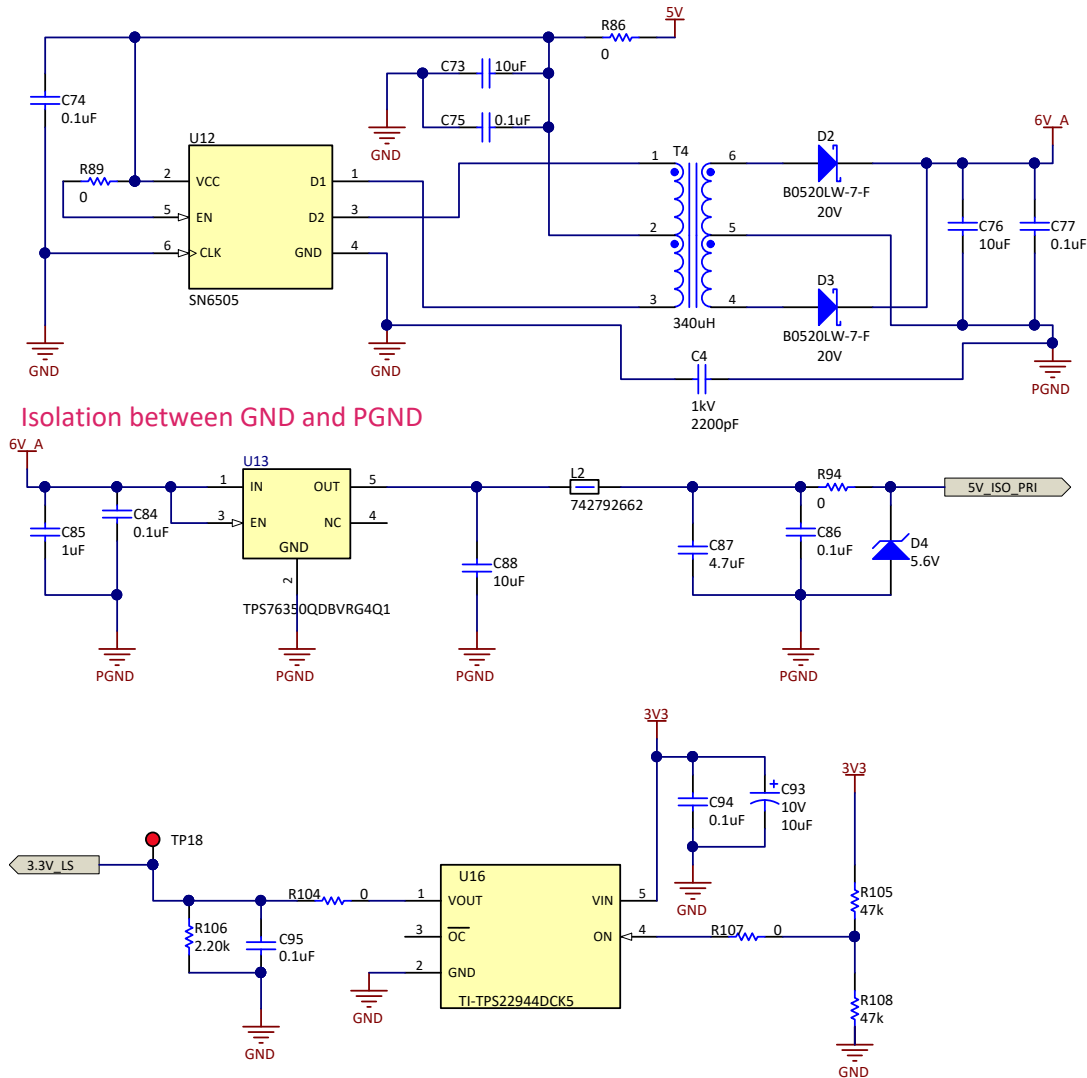 5V
R86
0
C73
10uF
C74
0.1uF
C75
0.1uF
GND
U12
R89
0
2
VCC
5
EN
6
CLK
D1
1
D2
3
GND
4
SN6505
GND
GND
T4
1
2
3
6
5
4
340uH
D2
B0520LW-7-F
20V
D3
B0520LW-7-F
20V
6V_A
C76
10uF
C77
0.1uF
C4
1kV
2200pF
PGND
Isolation between GND and PGND
6V_A
C85
1uF
C84
0.1uF
PGND
U13
1
IN
3
EN
OUT
5
NC
4
GND
2
TPS76350QDBVRG4Q1
PGND
C88
10uF
PGND
L2
742792662
C87
4.7uF
C86
0.1uF
R94
0
D4
5.6V
5V_ISO_PRI
PGND
3V3
C94
0.1uF
C93
10V
10uF
GND
3V3
TP18
3.3V_LS
R106
2.20k
C95
0.1uF
GND
R104
0
U16
1
VOUT
3
OC
2
GND
VIN
5
ON
4
TI-TPS22944DCK5
GND
R107
0
R105
47k
R108
47k
GND